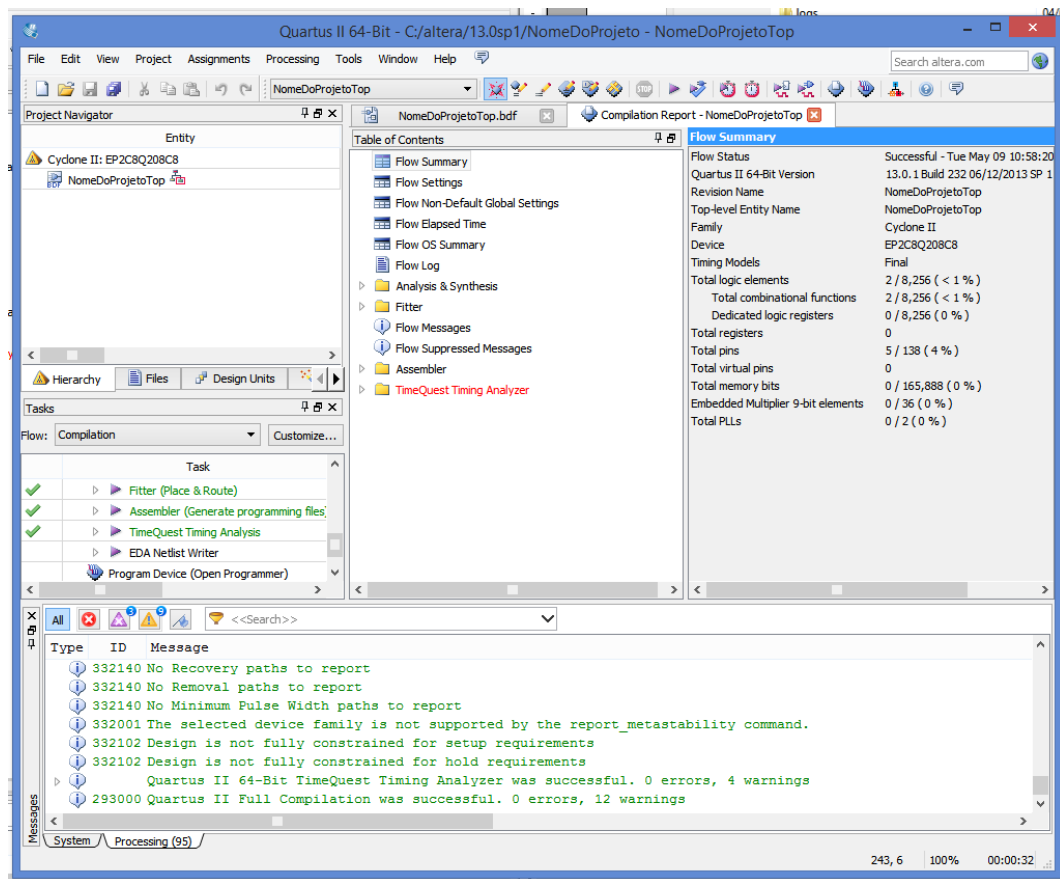 logs
04/
Quartus II 64-Bit - C:/altera/13.0sp1/NomeDoProjeto - NomeDoProjetoTop
File Edit View Project Assignments Processing Tools Window Help
Search altera.com
NomeDoProjetoTop
Project Navigator
Entity
Cyclone II: EP2C8Q208C8
NomeDoProjetoTop
Hierarchy Files Design Units
Tasks
Flow: Compilation Customize...
Task
Fitter (Place & Route)
Assembler (Generate programming files)
TimeQuest Timing Analysis
EDA Netlist Writer
Program Device (Open Programmer)
NomeDoProjetoTop.bdf
Compilation Report - NomeDoProjetoTop
Table of Contents
Flow Summary
Flow Settings
Flow Non-Default Global Settings
Flow Elapsed Time
Flow OS Summary
Flow Log
Analysis & Synthesis
Fitter
Flow Messages
Flow Suppressed Messages
Assembler
TimeQuest Timing Analyzer
Flow Summary
Flow Status Successful - Tue May 09 10:58:20
Quartus II 64-Bit Version 13.0.1 Build 232 06/12/2013 SP 1
Revision Name NomeDoProjetoTop
Top-level Entity Name NomeDoProjetoTop
Family Cyclone II
Device EP2C8Q208C8
Timing Models Final
Total logic elements 2 / 8,256 ( < 1 % )
Total combinational functions 2 / 8,256 ( < 1 % )
Dedicated logic registers 0 / 8,256 ( 0 % )
Total registers 0
Total pins 5 / 138 ( 4 % )
Total virtual pins 0
Total memory bits 0 / 165,888 ( 0 % )
Embedded Multiplier 9-bit elements 0 / 36 ( 0 % )
Total PLLs 0 / 2 ( 0 % )
All 3 9 <<Search>>
Type ID Message
332140 No Recovery paths to report
332140 No Removal paths to report
332140 No Minimum Pulse Width paths to report
332001 The selected device family is not supported by the report_metastability command.
332102 Design is not fully constrained for setup requirements
332102 Design is not fully constrained for hold requirements
Quartus II 64-Bit TimeQuest Timing Analyzer was successful. 0 errors, 4 warnings
293000 Quartus II Full Compilation was successful. 0 errors, 12 warnings
Messages
System Processing (95)
243, 6 100% 00:00:32